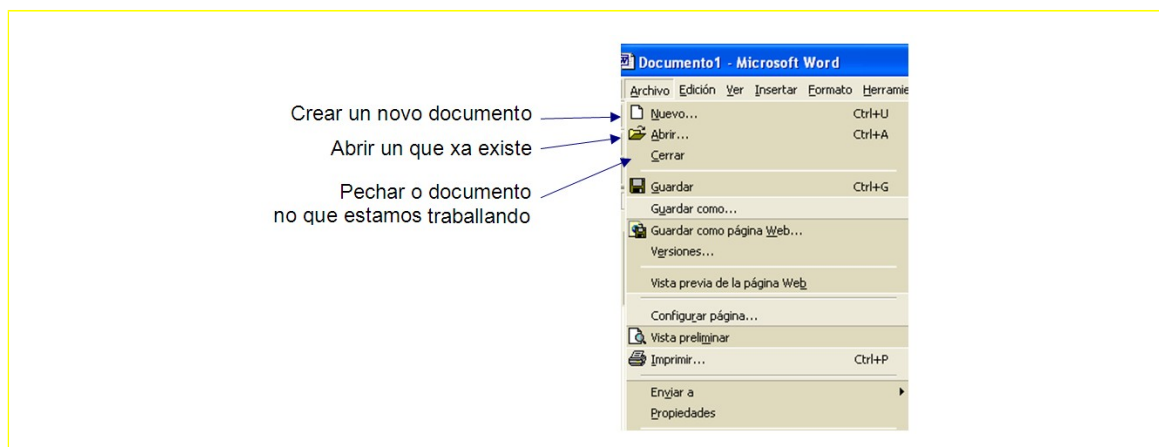 Documento1 - Microsoft Word
Archivo Edición Ver Insertar Formato Herramie
Crear un novo documento
Nuevo... Ctrl+U
Abrir un que xa existe
Abrir... Ctrl+A
Cerrar
Pechar o documento
no que estamos traballando
Guardar Ctrl+G
Guardar como...
Guardar como página Web...
Versiones...
Vista previa de la página Web
Configurar página...
Vista preliminar
Imprimir... Ctrl+P
Enviar a
Propiedades